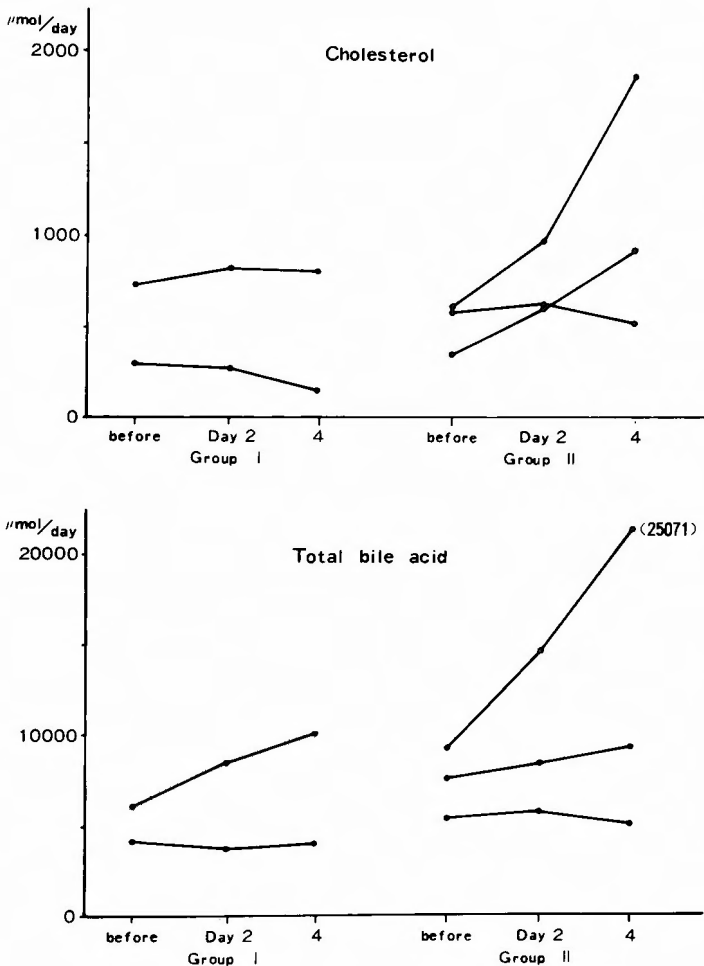 μmol/day
2000
Cholesterol
1000
0
before Day 2 4 before Day 2 4
Group I Group II
μmol/day
20000
(25071)
Total bile acid
10000
0
before Day 2 4 before Day 2 4
Group I Group II